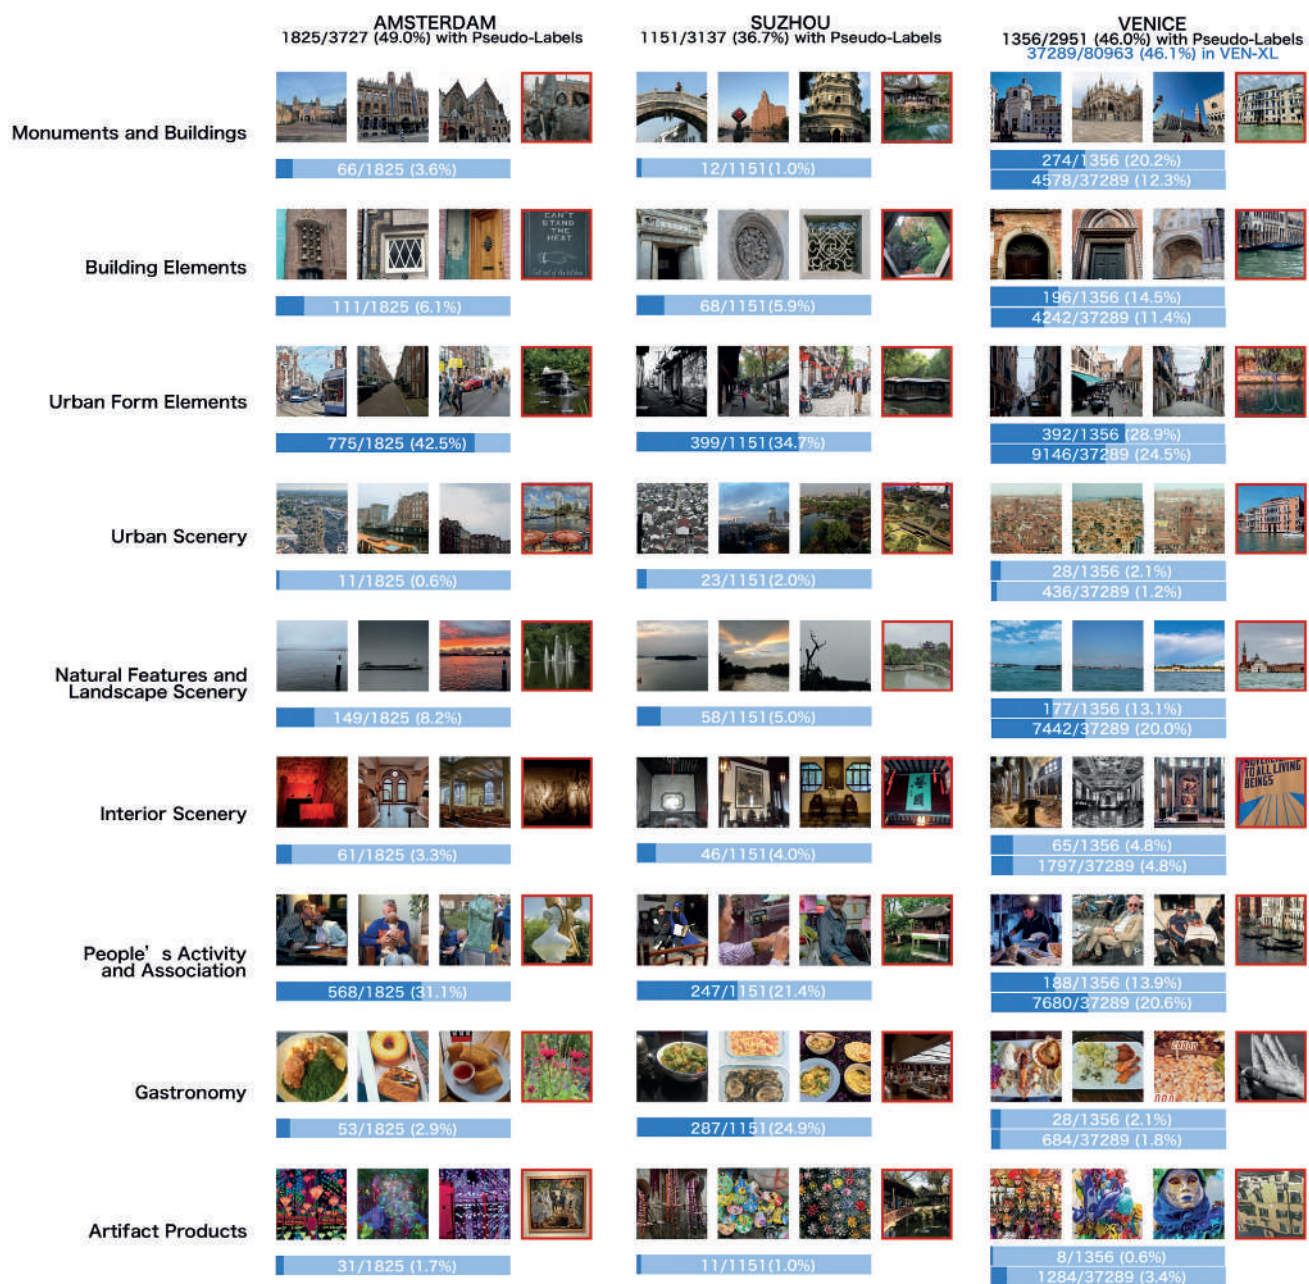 AMSTERDAM
1825/3727 (49.0%) with Pseudo-Labels
SUZHOU
1151/3137 (36.7%) with Pseudo-Labels
VENICE
1356/2951 (46.0%) with Pseudo-Labels
37289/80963 (46.1%) in VEN-XL
Monuments and Buildings
66/1825 (3.6%)
12/1151(1.0%)
274/1356 (20.2%)
4578/37289 (12.3%)
Building Elements
CAN'T
STAND
THE
HEAT
111/1825 (6.1%)
68/1151(5.9%)
196/1356 (14.5%)
4242/37289 (11.4%)
Urban Form Elements
775/1825 (42.5%)
399/1151(34.7%)
392/1356 (28.9%)
9146/37289 (24.5%)
Urban Scenery
11/1825 (0.6%)
23/1151(2.0%)
28/1356 (2.1%)
436/37289 (1.2%)
Natural Features and
Landscape Scenery
149/1825 (8.2%)
58/1151(5.0%)
177/1356 (13.1%)
7442/37289 (20.0%)
Interior Scenery
TO ALL LIVING
BEINGS
61/1825 (3.3%)
46/1151(4.0%)
65/1356 (4.8%)
1797/37289 (4.8%)
People’s Activity
and Association
568/1825 (31.1%)
247/1151(21.4%)
188/1356 (13.9%)
7680/37289 (20.6%)
Gastronomy
53/1825 (2.9%)
287/1151(24.9%)
28/1356 (2.1%)
684/37289 (1.8%)
Artifact Products
31/1825 (1.7%)
11/1151(1.0%)
8/1356 (0.6%)
1284/37289 (3.4%)